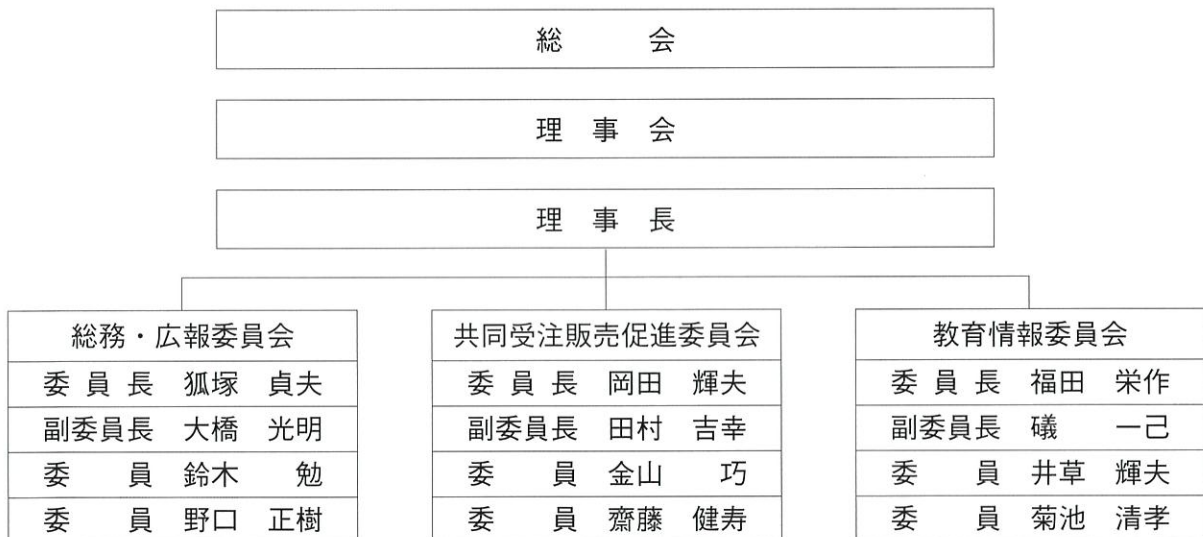 総　会
理事会
理事長
総務・広報委員会
委員長 狐塚 貞夫
副委員長 大橋 光明
委員 鈴木 勉
委員 野口 正樹
共同受注販売促進委員会
委員長 岡田 輝夫
副委員長 田村 吉幸
委員 金山 巧
委員 齋藤 健寿
教育情報委員会
委員長 福田 栄作
副委員長 礒 一己
委員 井草 輝夫
委員 菊池 清孝